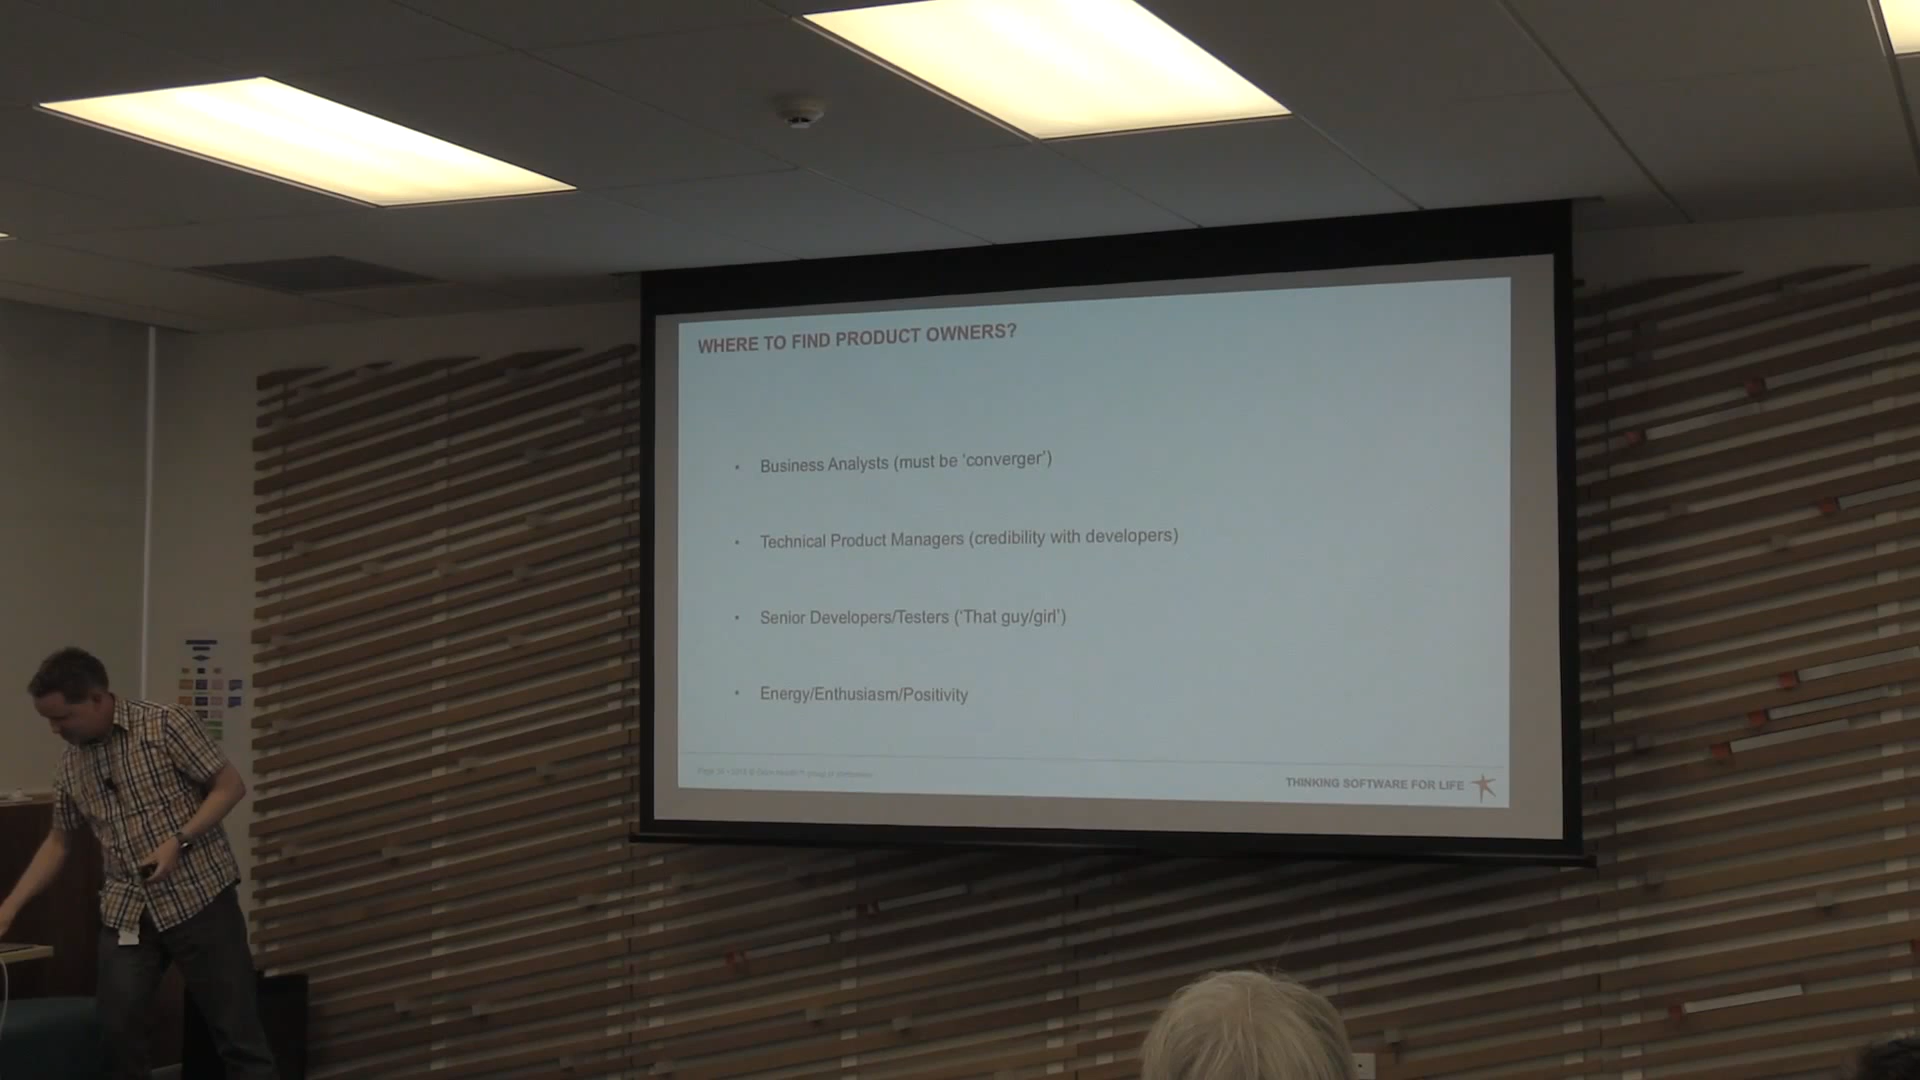 WHERE TO FIND PRODUCT OWNERS?
• Business Analysts (must be ‘converger’)
• Technical Product Managers (credibility with developers)
• Senior Developers/Testers (‘That guy/girl’)
• Energy/Enthusiasm/Positivity
THINKING SOFTWARE FOR LIFE